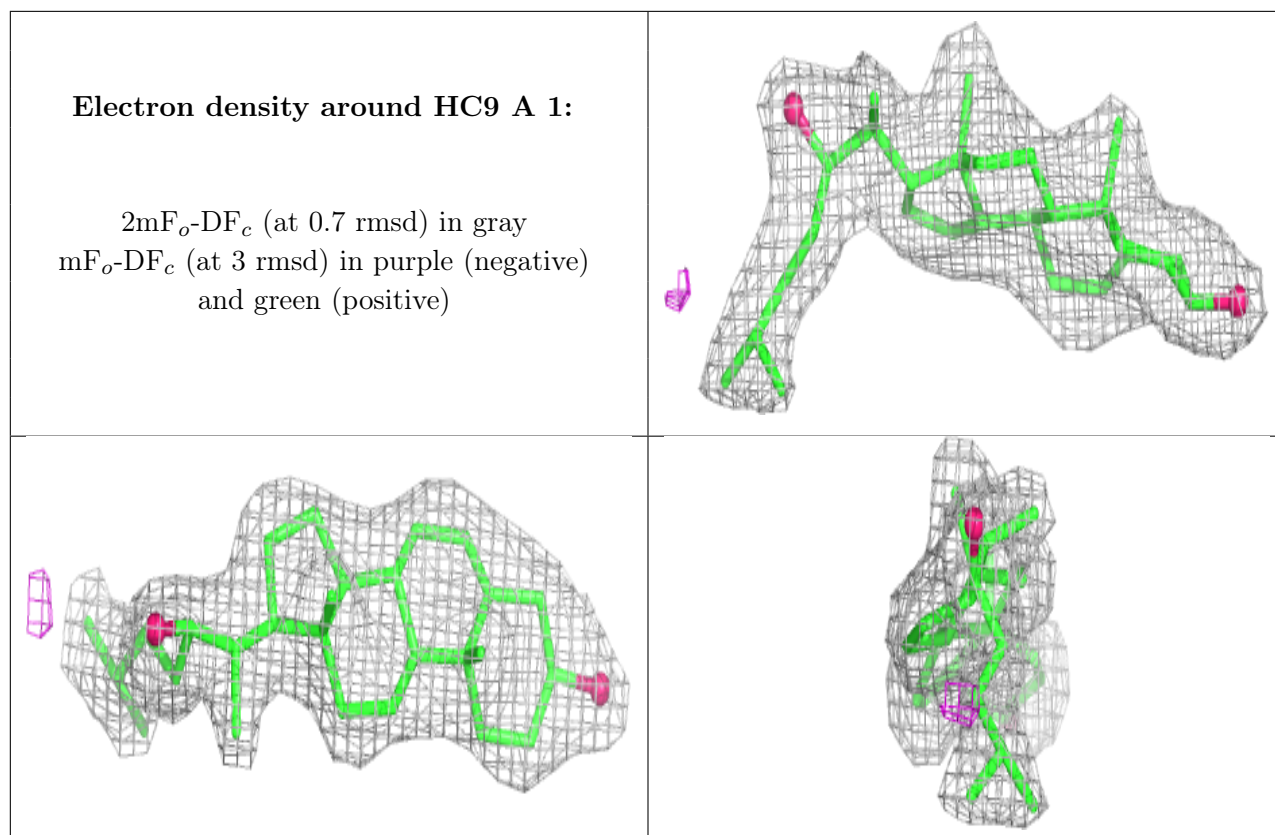 Electron density around HC9 A 1:
2mFo-DFc (at 0.7 rmsd) in gray
mFo-DFc (at 3 rmsd) in purple (negative)
and green (positive)